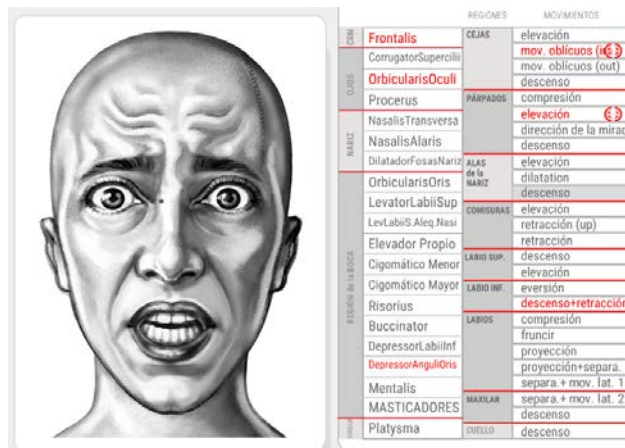 REGIONES MOVIMIENTOS
CRN
Frontalis
CorrugatorSupercilii
OJOS
OrbicularisOculi
Procerus
NARIZ
NasalisTransversa
NasalisAlaris
DilatadorFosasNariz
REGIÓN de la BOCA
OrbicularisOris
LevatorLabiiSup
LevLabiiS.Aleq.Nasi
Elevador Propio
Cigomático Menor
Cigomático Mayor
Risorius
Buccinator
DepressorLabiiInf
DepressorAnguliOris
Mentalis
MASTICADORES
Platysma
CEJAS
elevación
mov. oblícuos
mov. oblícuos (out)
descenso
PÁRPADOS
compresión
elevación
dirección de la mirad
descenso
ALAS
de la
NARIZ
elevación
dilatation
descenso
COMISURAS
elevación
retracción (up)
retracción
LABIO SUP.
descenso
elevación
LABIO INF.
eversión
descenso+retracción
LABIOS
compresión
fruncir
proyección
proyección+separa.
separa.+ mov. lat. 1
MAXILAR
separa.+ mov. lat. 2
descenso
CUELLO
descenso